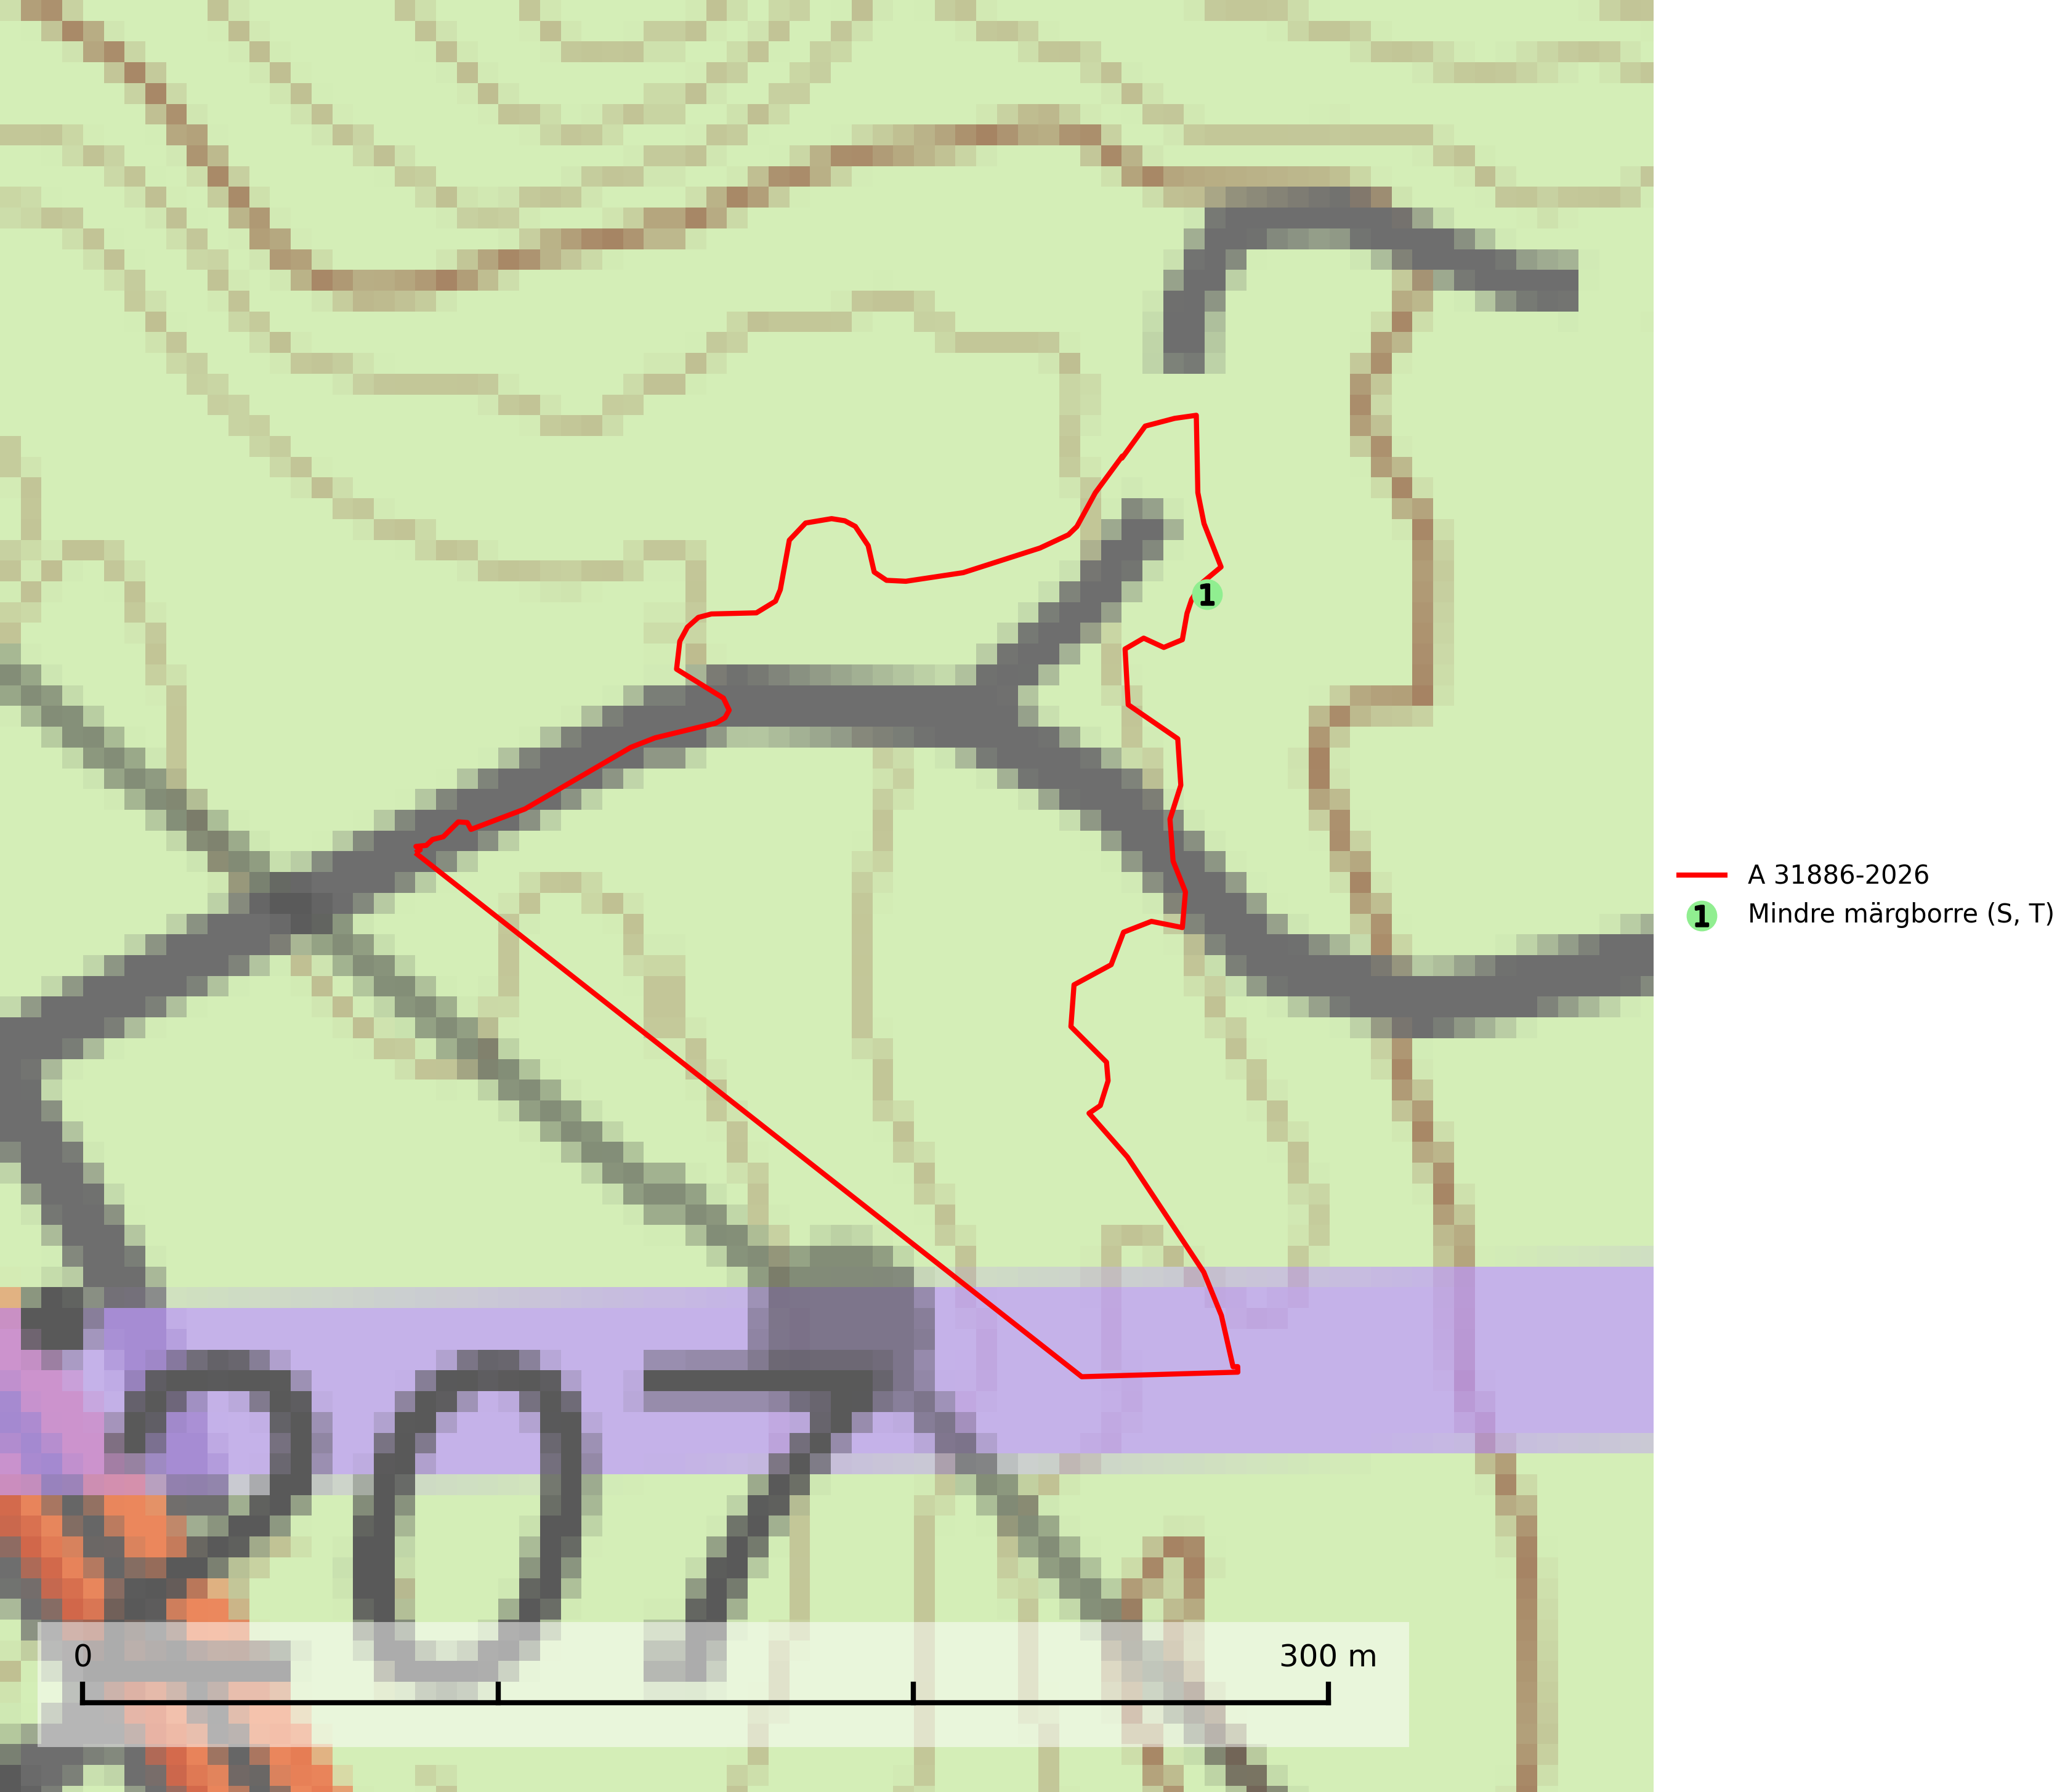 1
A 31886-2026
1 Mindre märgborre (S, T)
207
0 300 m